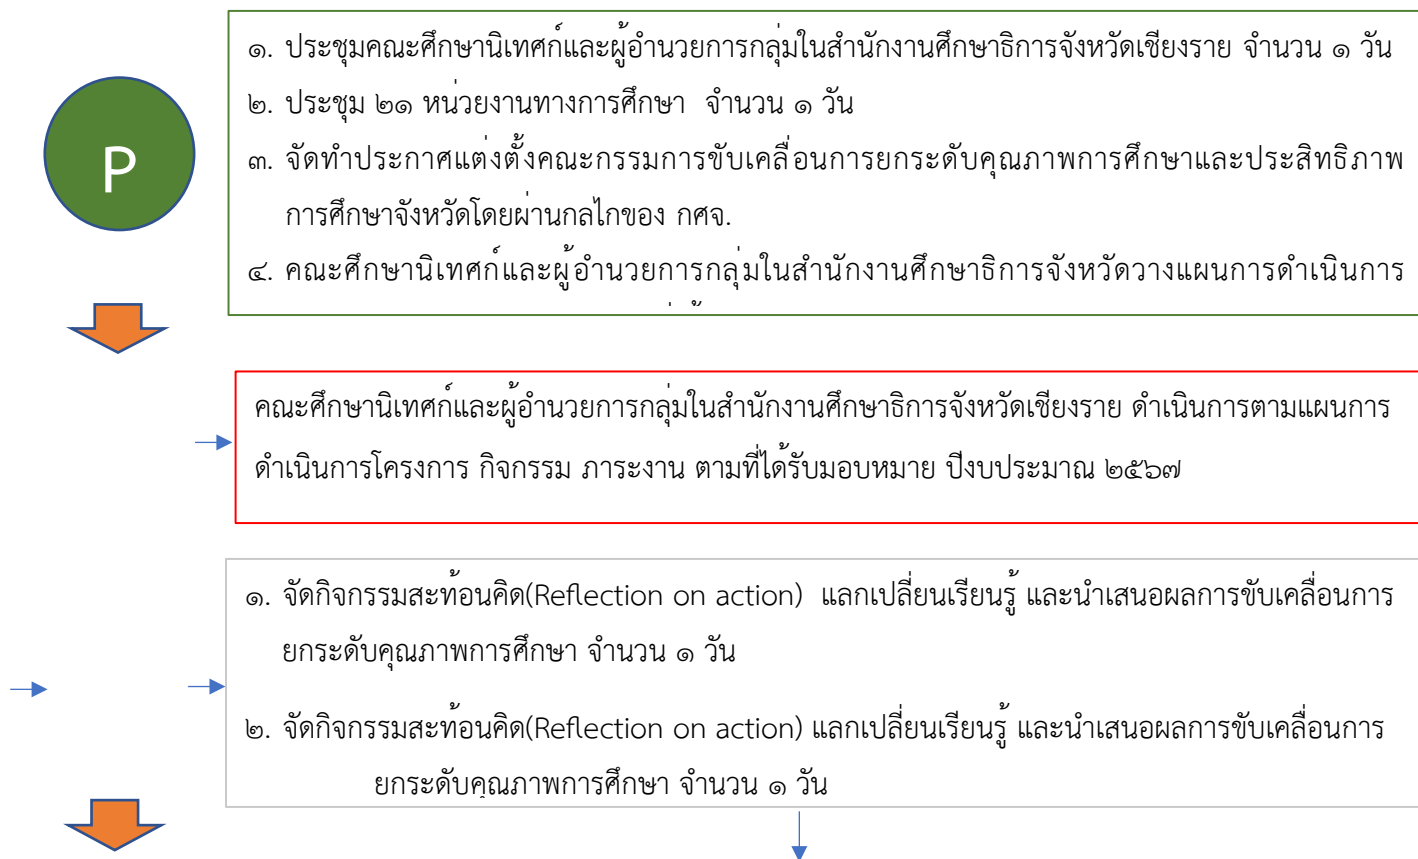 P
๑. ประชุมคณะศึกษานิเทศก์และผู้อำนวยการกลุ่มในสำนักงานศึกษาธิการจังหวัดเชียงราย จำนวน ๑ วัน
๒. ประชุม ๒๑ หน่วยงานทางการศึกษา จำนวน ๑ วัน
๓. จัดทำประกาศแต่งตั้งคณะกรรมการขับเคลื่อนการยกระดับคุณภาพการศึกษาและประสิทธิภาพ
การศึกษาจังหวัดโดยผ่านกลไกของ กศจ.
๔. คณะศึกษานิเทศก์และผู้อำนวยการกลุ่มในสำนักงานศึกษาธิการจังหวัดวางแผนการดำเนินการ
คณะศึกษานิเทศก์และผู้อำนวยการกลุ่มในสำนักงานศึกษาธิการจังหวัดเชียงราย ดำเนินการตามแผนการ
ดำเนินการโครงการ กิจกรรม ภาระงาน ตามที่ได้รับมอบหมาย ปีงบประมาณ ๒๕๖๗
๑. จัดกิจกรรมสะท้อนคิด(Reflection on action) แลกเปลี่ยนเรียนรู้ และนำเสนอผลการขับเคลื่อนการ
ยกระดับคุณภาพการศึกษา จำนวน ๑ วัน
๒. จัดกิจกรรมสะท้อนคิด(Reflection on action) แลกเปลี่ยนเรียนรู้ และนำเสนอผลการขับเคลื่อนการ
ยกระดับคุณภาพการศึกษา จำนวน ๑ วัน